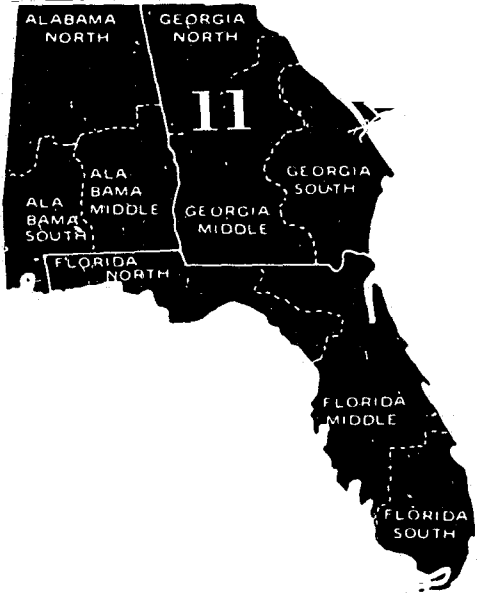 ALABAMA
NORTH
GEORGIA
NORTH
11
GEORGIA
SOUTH
ALA
BAMA
MIDDLE
ALA
BAMA
SOUTH
GEORGIA
MIDDLE
FLORIDA
NORTH
FLORIDA
MIDDLE
FLORIDA
SOUTH